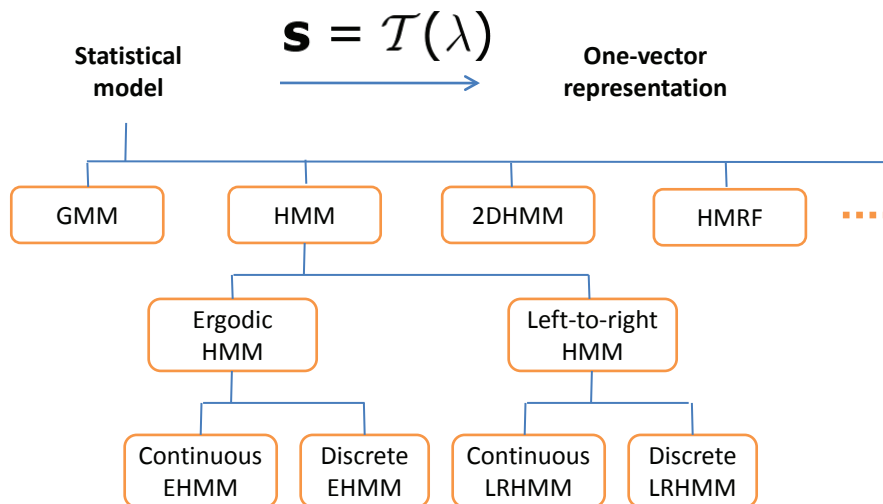 Statistical
model
s = T(λ)
One-vector
representation
GMM
HMM
2DHMM
HMRF
Ergodic
HMM
Left-to-right
HMM
Continuous
EHMM
Discrete
EHMM
Continuous
LRHMM
Discrete
LRHMM